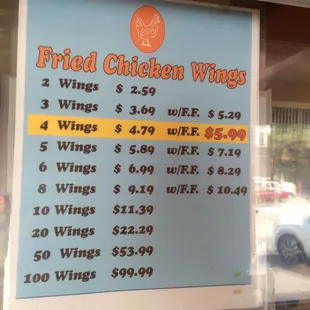 Fried Chicken Wings
2 Wings $ 2.59
3 Wings $ 3.69 w/F.F. $ 5.29
4 Wings $ 4.79 w/F.F. $5.99
5 Wings $ 5.89 w/F.F. $ 7.19
6 Wings $ 6.99 w/F.F. $ 8.29
8 Wings $ 9.19 w/F.F. $ 10.49
10 Wings $11.39
20 Wings $22.29
50 Wings $53.99
100 Wings $99.99